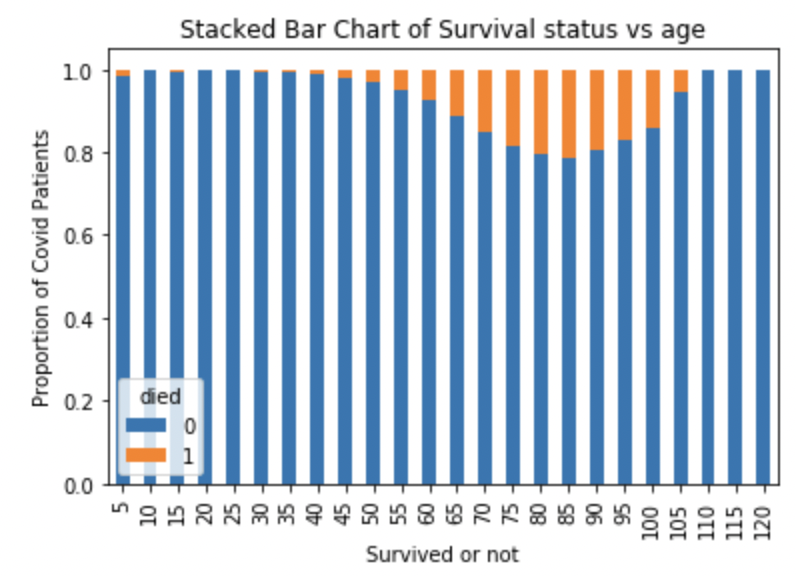 Stacked Bar Chart of Survival status vs age
Proportion of Covid Patients
1.0
0.8
0.6
0.4
0.2
0.0
died
0
1
5 10 15 20 25 30 35 40 45 50 55 60 65 70 75 80 85 90 95 100 105 110 115 120
Survived or not